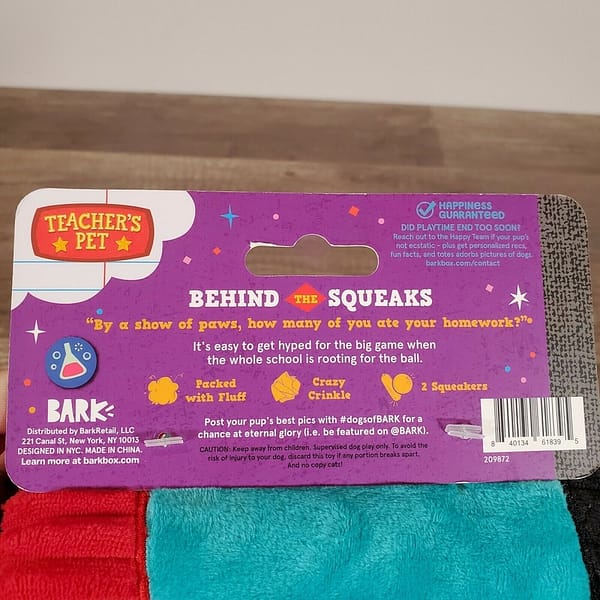 TEACHER'S
PET
HAPPINESS
GUARANTEED
DID PLAYTIME END TOO SOON?
Reach out to the Happy Team if your pup's
not ecstatic – plus get personalized recs,
fun facts, and totes adorbs pictures of dogs.
barkbox.com/contact
BEHIND THE SQUEAKS
"By a show of paws, how many of you ate your homework?"
It's easy to get hyped for the big game when
the whole school is rooting for the ball.
Packed
with Fluff
Crazy
Crinkle
2 Squeakers
BARK
Distributed by BarkRetail, LLC
221 Canal St, New York, NY 10013
DESIGNED IN NYC. MADE IN CHINA.
Learn more at barkbox.com
Post your pup's best pics with #dogsofBARK for a
chance at eternal glory (i.e. be featured on @BARK).
CAUTION: Keep away from children. Supervised dog play only. To avoid the
risk of injury to your dog, discard this toy if any portion breaks apart.
And no copy cats!
8 40134 61839 5
209872